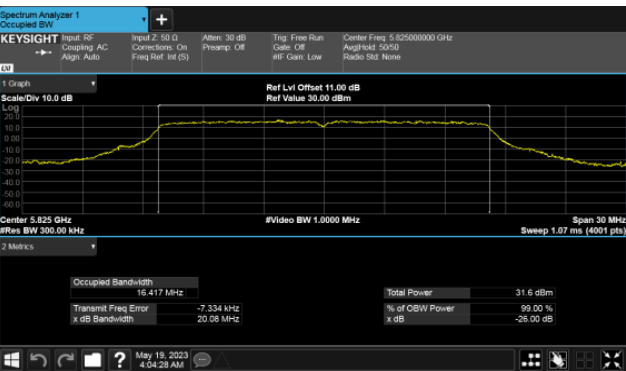 Spectrum Analyzer 1
Occupied BW
+
KEYSIGHT
LXI
Input: RF
Coupling: AC
Align: Auto
Input Z: 50 Ω
Corrections: On
Freq Ref: Int (S)
Atten: 30 dB
Preamp: Off
Trig: Free Run
Gate: Off
#IF Gain: Low
Center Freq: 5.825000000 GHz
Avg|Hold: 50/50
Radio Std: None
1 Graph
Scale/Div 10.0 dB
Ref Lvl Offset 11.00 dB
Ref Value 30.00 dBm
Log
20.0
10.0
0.00
-10.0
-20.0
-30.0
-40.0
-50.0
-60.0
Center 5.825 GHz
#Res BW 300.00 kHz
#Video BW 1.0000 MHz
Span 30 MHz
Sweep 1.07 ms (4001 pts)
2 Metrics
Occupied Bandwidth
16.417 MHz
Transmit Freq Error -7.334 kHz
x dB Bandwidth 20.08 MHz
Total Power 31.6 dBm
% of OBW Power 99.00 %
x dB -26.00 dB
?
May 19, 2023
4:04:28 AM